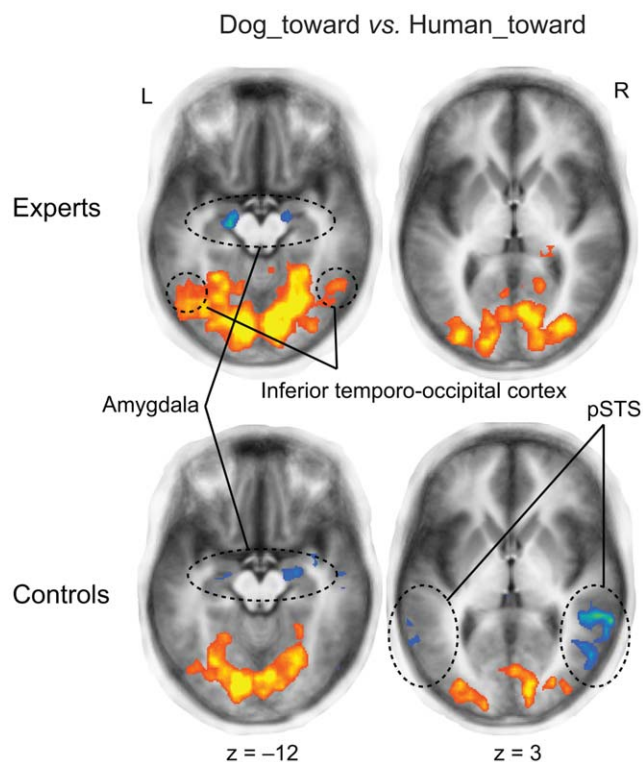 Dog_toward vs. Human_toward
L
R
Experts
Inferior temporo-occipital cortex
Amygdala
pSTS
Controls
z = –12
z = 3